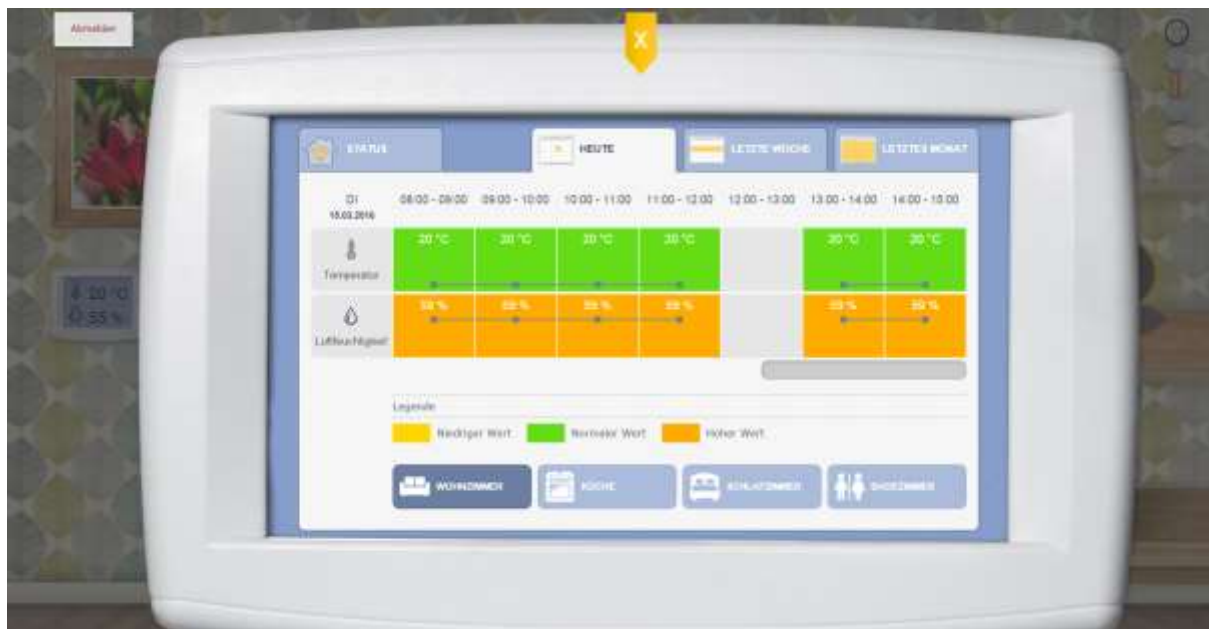 Abmelden
X
STATUS
HEUTE
LETZTE WOCHE
LETZTES MONAT
DI 08:00 - 09:00 09:00 - 10:00 10:00 - 11:00 11:00 - 12:00 12:00 - 13:00 13:00 - 14:00 14:00 - 15:00
15.03.2016
20 °C 20 °C 20 °C 20 °C 20 °C 20 °C
Temperatur
Luftfeuchtigkeit
20 °C
55 %
Legende
Niedriger Wert Normaler Wert Hoher Wert
WOHNZIMMER KÜCHE SCHLAFZIMMER BADEZIMMER